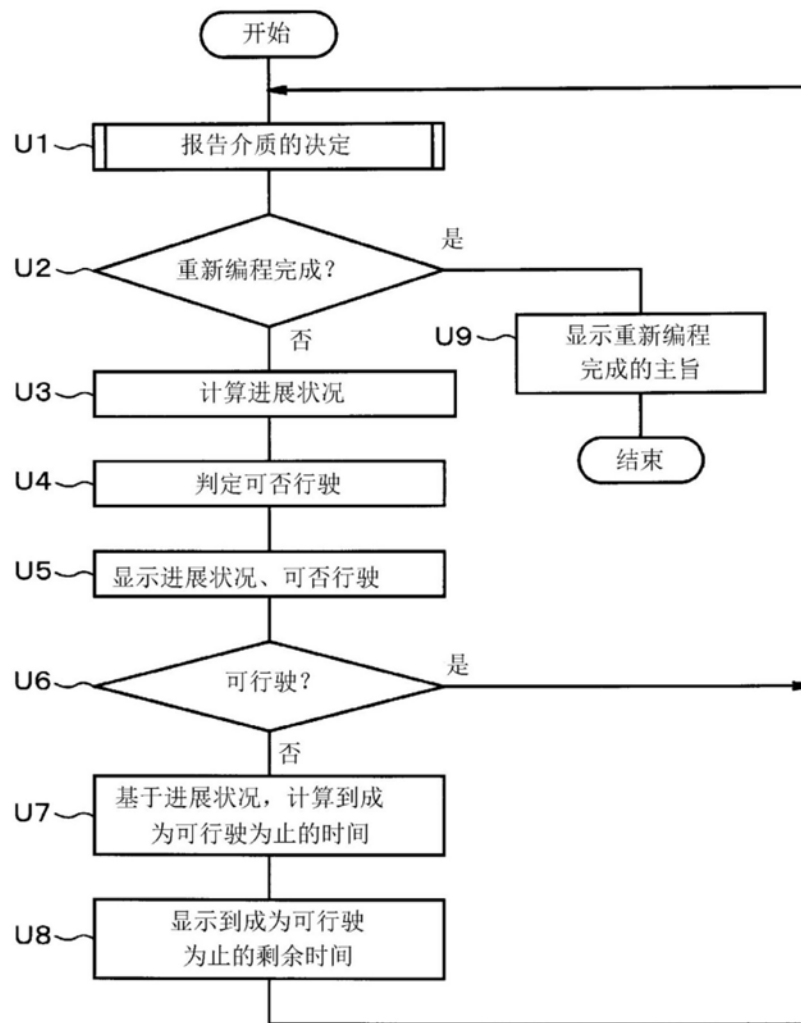 开始
U1
报告介质的决定
U2
重新编程完成？
是
否
U9
显示重新编程
完成的主旨
结束
U3
计算进展状况
U4
判定可否行驶
U5
显示进展状况、可否行驶
U6
可行驶？
是
否
U7
基于进展状况，计算到成
为可行驶为止的时间
U8
显示到成为可行驶
为止的剩余时间